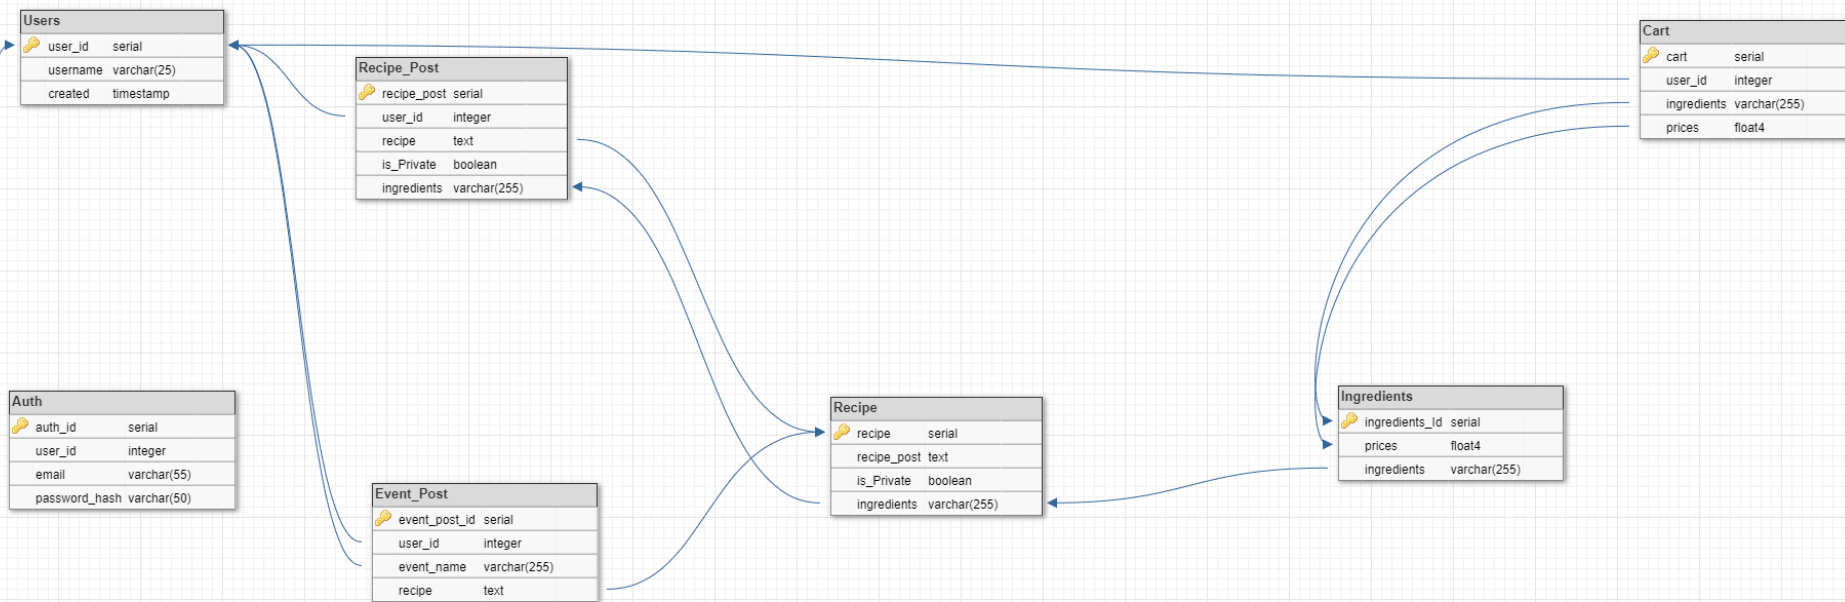 Users
user_id serial
username varchar(25)
created timestamp
Recipe_Post
recipe_post serial
user_id integer
recipe text
is_Private boolean
ingredients varchar(255)
Cart
cart serial
user_id integer
ingredients varchar(255)
prices float4
Auth
auth_id serial
user_id integer
email varchar(55)
password_hash varchar(50)
Event_Post
event_post_id serial
user_id integer
event_name varchar(255)
recipe text
Recipe
recipe serial
recipe_post text
is_Private boolean
ingredients varchar(255)
Ingredients
ingredients_Id serial
prices float4
ingredients varchar(255)